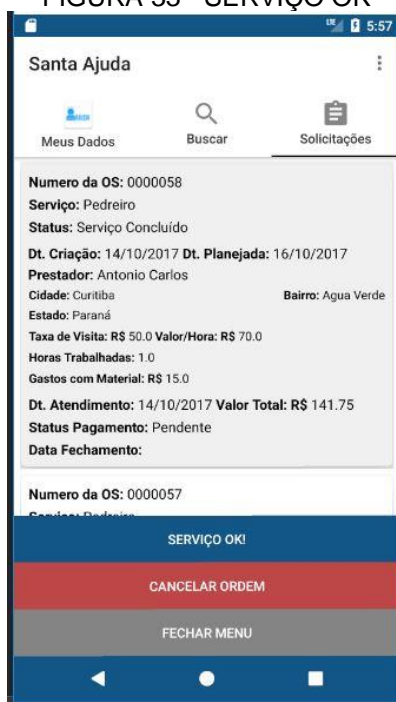 FIGURA 53 - SERVIÇO OK
LTE 5:57
Santa Ajuda
Meus Dados
Buscar
Solicitações
Numero da OS: 0000058
Serviço: Pedreiro
Status: Serviço Concluído
Dt. Criação: 14/10/2017 Dt. Planejada: 16/10/2017
Prestador: Antonio Carlos
Cidade: Curitiba Bairro: Agua Verde
Estado: Paraná
Taxa de Visita: R$ 50.0 Valor/Hora: R$ 70.0
Horas Trabalhadas: 1.0
Gastos com Material: R$ 15.0
Dt. Atendimento: 14/10/2017 Valor Total: R$ 141.75
Status Pagamento: Pendente
Data Fechamento:
Numero da OS: 0000057
Serviço: Pedreiro
SERVIÇO OK!
CANCELAR ORDEM
FECHAR MENU